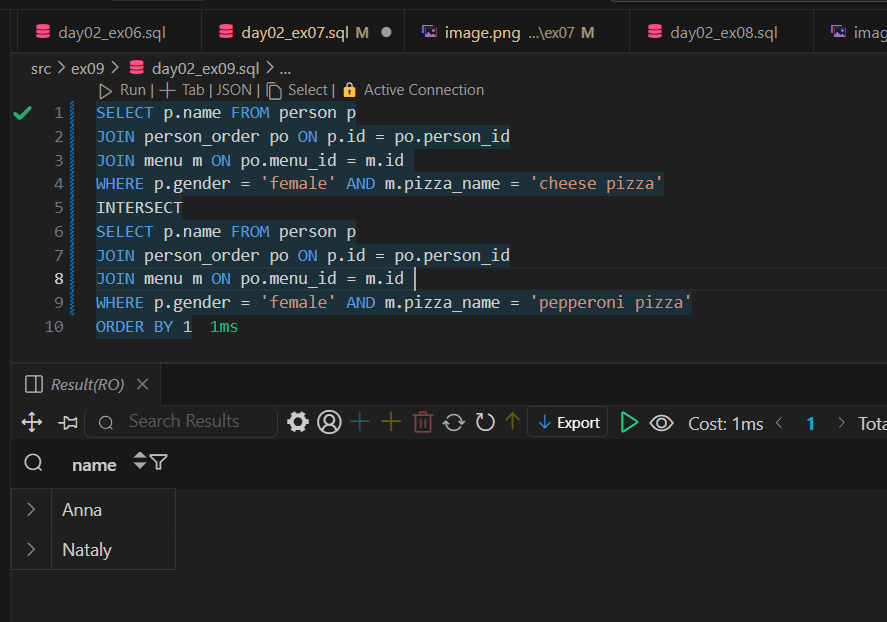 day02_ex06.sql
day02_ex07.sql M
image.png ...\ex07 M
day02_ex08.sql
imag
src > ex09 > day02_ex09.sql > ...
Run | Tab | JSON | Select | Active Connection
1 SELECT p.name FROM person p
2 JOIN person_order po ON p.id = po.person_id
3 JOIN menu m ON po.menu_id = m.id
4 WHERE p.gender = 'female' AND m.pizza_name = 'cheese pizza'
5 INTERSECT
6 SELECT p.name FROM person p
7 JOIN person_order po ON p.id = po.person_id
8 JOIN menu m ON po.menu_id = m.id
9 WHERE p.gender = 'female' AND m.pizza_name = 'pepperoni pizza'
10 ORDER BY 1 1ms
Result(RO)
Search Results
Export
Cost: 1ms < 1 > Tota
name
Anna
Nataly